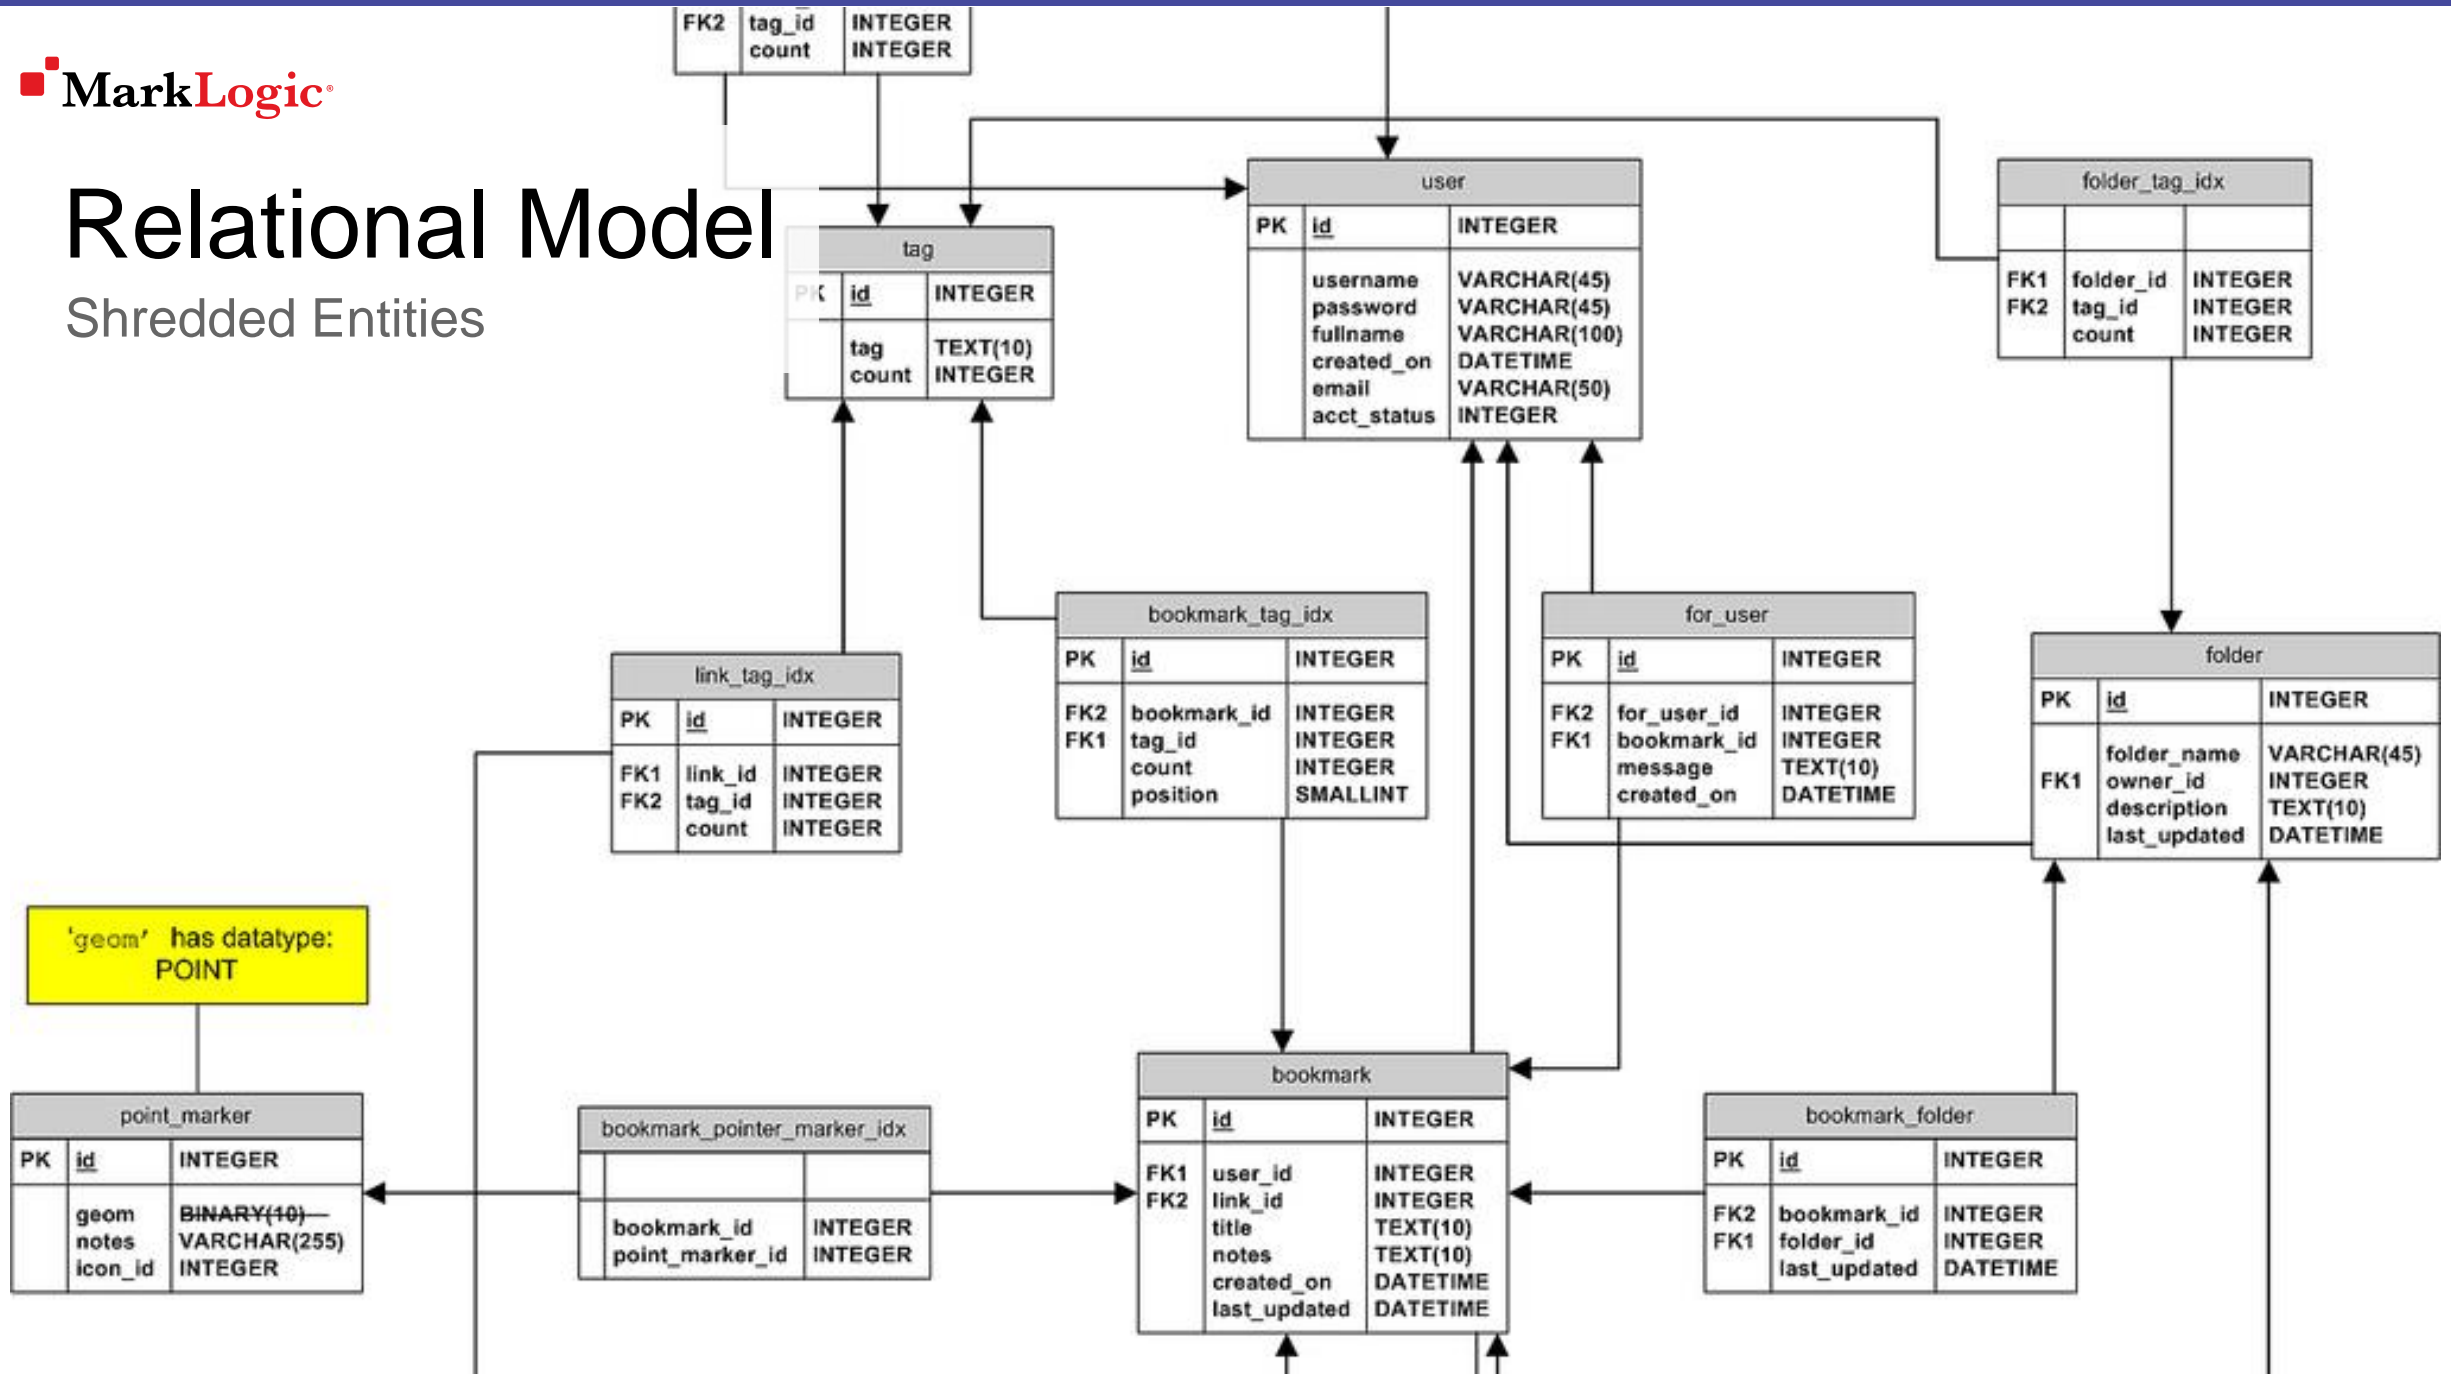 FK2 tag_id INTEGER
count INTEGER
MarkLogic®
Relational Model
Shredded Entities
tag
PK id INTEGER
tag TEXT(10)
count INTEGER
user
PK id INTEGER
username VARCHAR(45)
password VARCHAR(45)
fullname VARCHAR(100)
created_on DATETIME
email VARCHAR(50)
acct_status INTEGER
folder_tag_idx
FK1 folder_id INTEGER
FK2 tag_id INTEGER
count INTEGER
link_tag_idx
PK id INTEGER
FK1 link_id INTEGER
FK2 tag_id INTEGER
count INTEGER
bookmark_tag_idx
PK id INTEGER
FK2 bookmark_id INTEGER
FK1 tag_id INTEGER
count INTEGER
position SMALLINT
for_user
PK id INTEGER
FK2 for_user_id INTEGER
FK1 bookmark_id INTEGER
message TEXT(10)
created_on DATETIME
folder
PK id INTEGER
folder_name VARCHAR(45)
FK1 owner_id INTEGER
description TEXT(10)
last_updated DATETIME
'geom' has datatype:
POINT
point_marker
PK id INTEGER
geom BINARY(10)
notes VARCHAR(255)
icon_id INTEGER
bookmark_pointer_marker_idx
bookmark_id INTEGER
point_marker_id INTEGER
bookmark
PK id INTEGER
FK1 user_id INTEGER
FK2 link_id INTEGER
title TEXT(10)
notes TEXT(10)
created_on DATETIME
last_updated DATETIME
bookmark_folder
PK id INTEGER
FK2 bookmark_id INTEGER
FK1 folder_id INTEGER
last_updated DATETIME